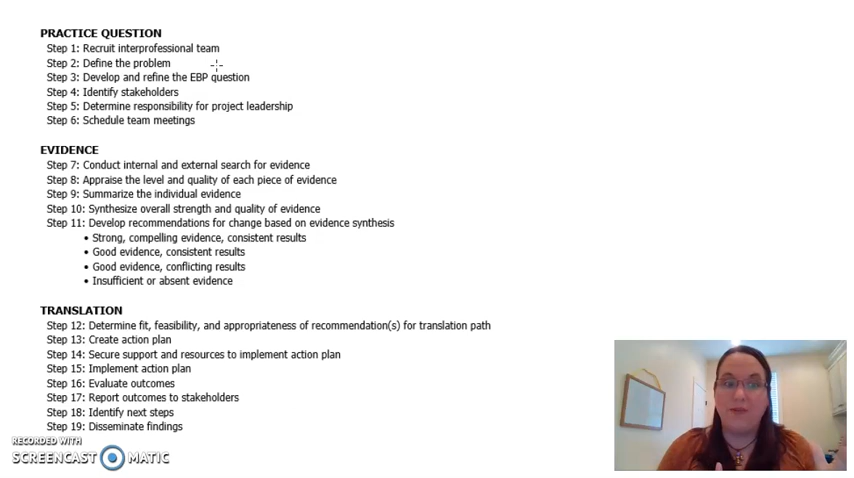 PRACTICE QUESTION
Step 1: Recruit interprofessional team
Step 2: Define the problem
Step 3: Develop and refine the EBP question
Step 4: Identify stakeholders
Step 5: Determine responsibility for project leadership
Step 6: Schedule team meetings
EVIDENCE
Step 7: Conduct internal and external search for evidence
Step 8: Appraise the level and quality of each piece of evidence
Step 9: Summarize the individual evidence
Step 10: Synthesize overall strength and quality of evidence
Step 11: Develop recommendations for change based on evidence synthesis
• Strong, compelling evidence, consistent results
• Good evidence, consistent results
• Good evidence, conflicting results
• Insufficient or absent evidence
TRANSLATION
Step 12: Determine fit, feasibility, and appropriateness of recommendation(s) for translation path
Step 13: Create action plan
Step 14: Secure support and resources to implement action plan
Step 15: Implement action plan
Step 16: Evaluate outcomes
Step 17: Report outcomes to stakeholders
Step 18: Identify next steps
Step 19: Disseminate findings
RECORDED WITH
SCREENCAST MATIC